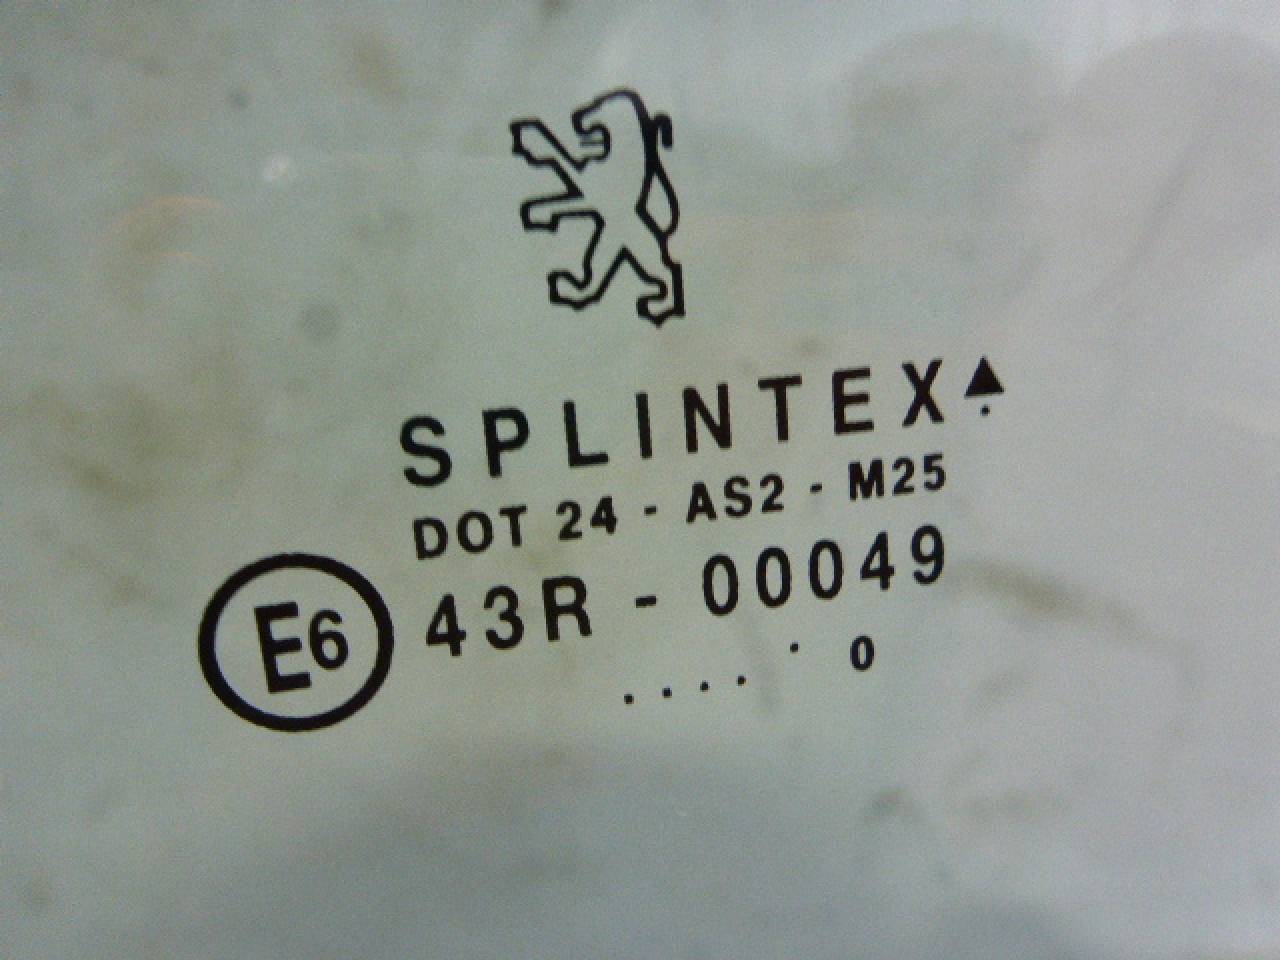 SPLINTEX
DOT 24 - AS2 - M25
E6 43R - 00049
..... 0